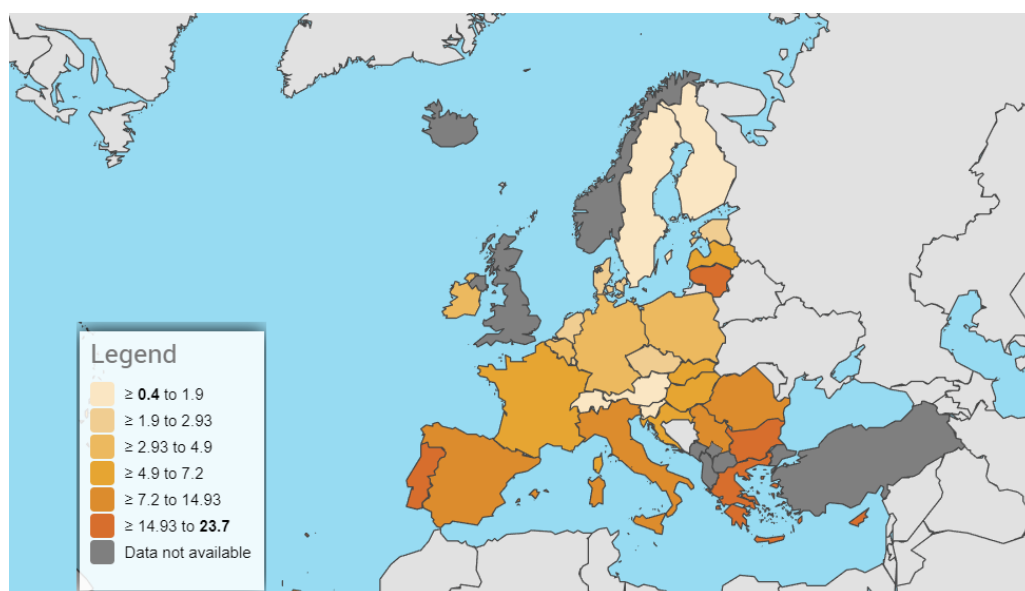 Legend
≥ 0.4 to 1.9
≥ 1.9 to 2.93
≥ 2.93 to 4.9
≥ 4.9 to 7.2
≥ 7.2 to 14.93
≥ 14.93 to 23.7
Data not available